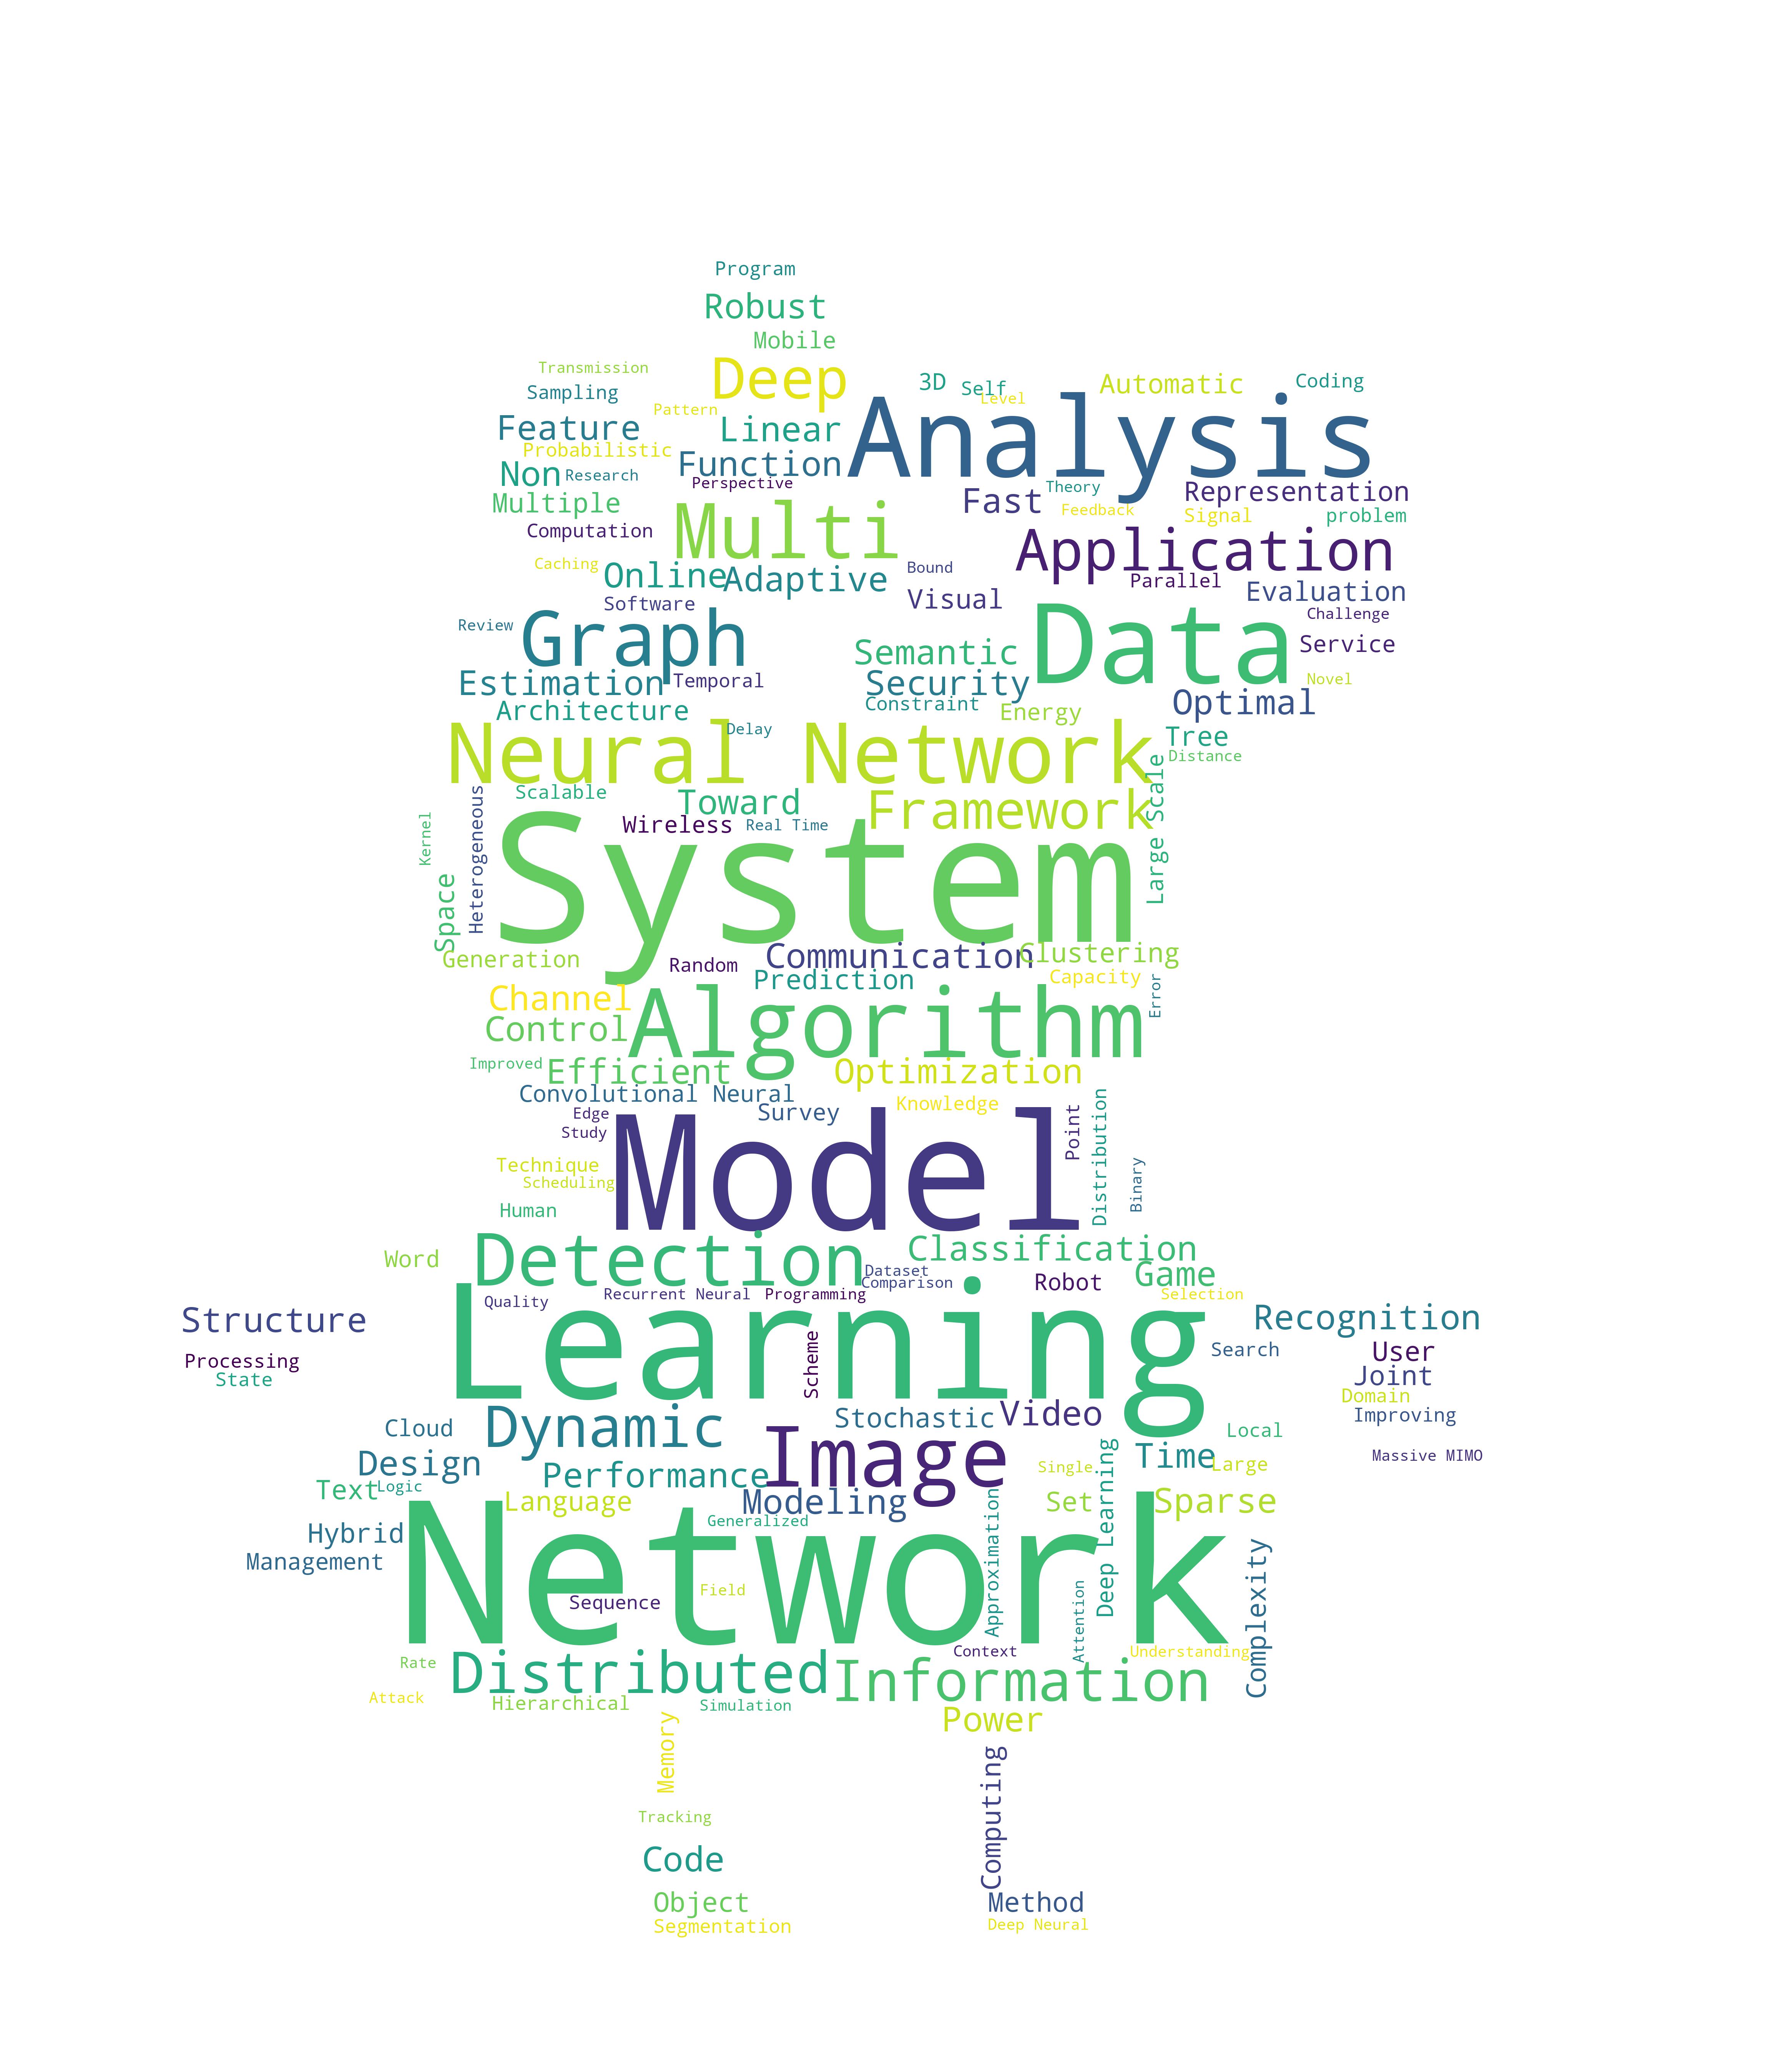 Program
Robust
Mobile
Transmission
Deep
3D
Self
Automatic
Coding
Sampling
Level
Pattern
Analysis
Feature
Linear
Probabilistic
Function
Non
Research
Perspective
Theory
Representation
Multiple
Fast
Feedback
Signal
problem
Computation
Multi
Application
Caching
Online
Adaptive
Bound
Parallel
Evaluation
Software
Visual
Challenge
Review
Graph
Data
Service
Semantic
Estimation
Temporal
Security
Novel
Architecture
Constraint
Energy
Optimal
Delay
Tree
Neural Network
Distance
Scalable
Toward
Framework
Large Scale
Kernel
Heterogeneous
Wireless
Real Time
System
Space
Generation
Random
Communication
Clustering
Prediction
Capacity
Error
Channel
Control
Algorithm
Improved
Efficient
Optimization
Convolutional Neural
Survey
Knowledge
Edge
Study
Point
Distribution
Model
Technique
Scheduling
Binary
Human
Word
Detection
Classification
Dataset
Comparison
Robot
Game
Quality
Recurrent Neural
Programming
Selection
Structure
Learning
Recognition
Processing
State
Scheme
Search
User
Joint
Domain
Cloud
Dynamic
Stochastic
Video
Improving
Local
Design
Performance
Image
Time
Massive MIMO
Single
Large
Text
Logic
Language
Modeling
Set
Sparse
Generalized
Approximation
Deep Learning
Hybrid
Management
Network
Complexity
Sequence
Field
Attention
Context
Understanding
Rate
Distributed
Information
Attack
Hierarchical
Simulation
Power
Memory
Computing
Tracking
Code
Object
Method
Segmentation
Deep Neural